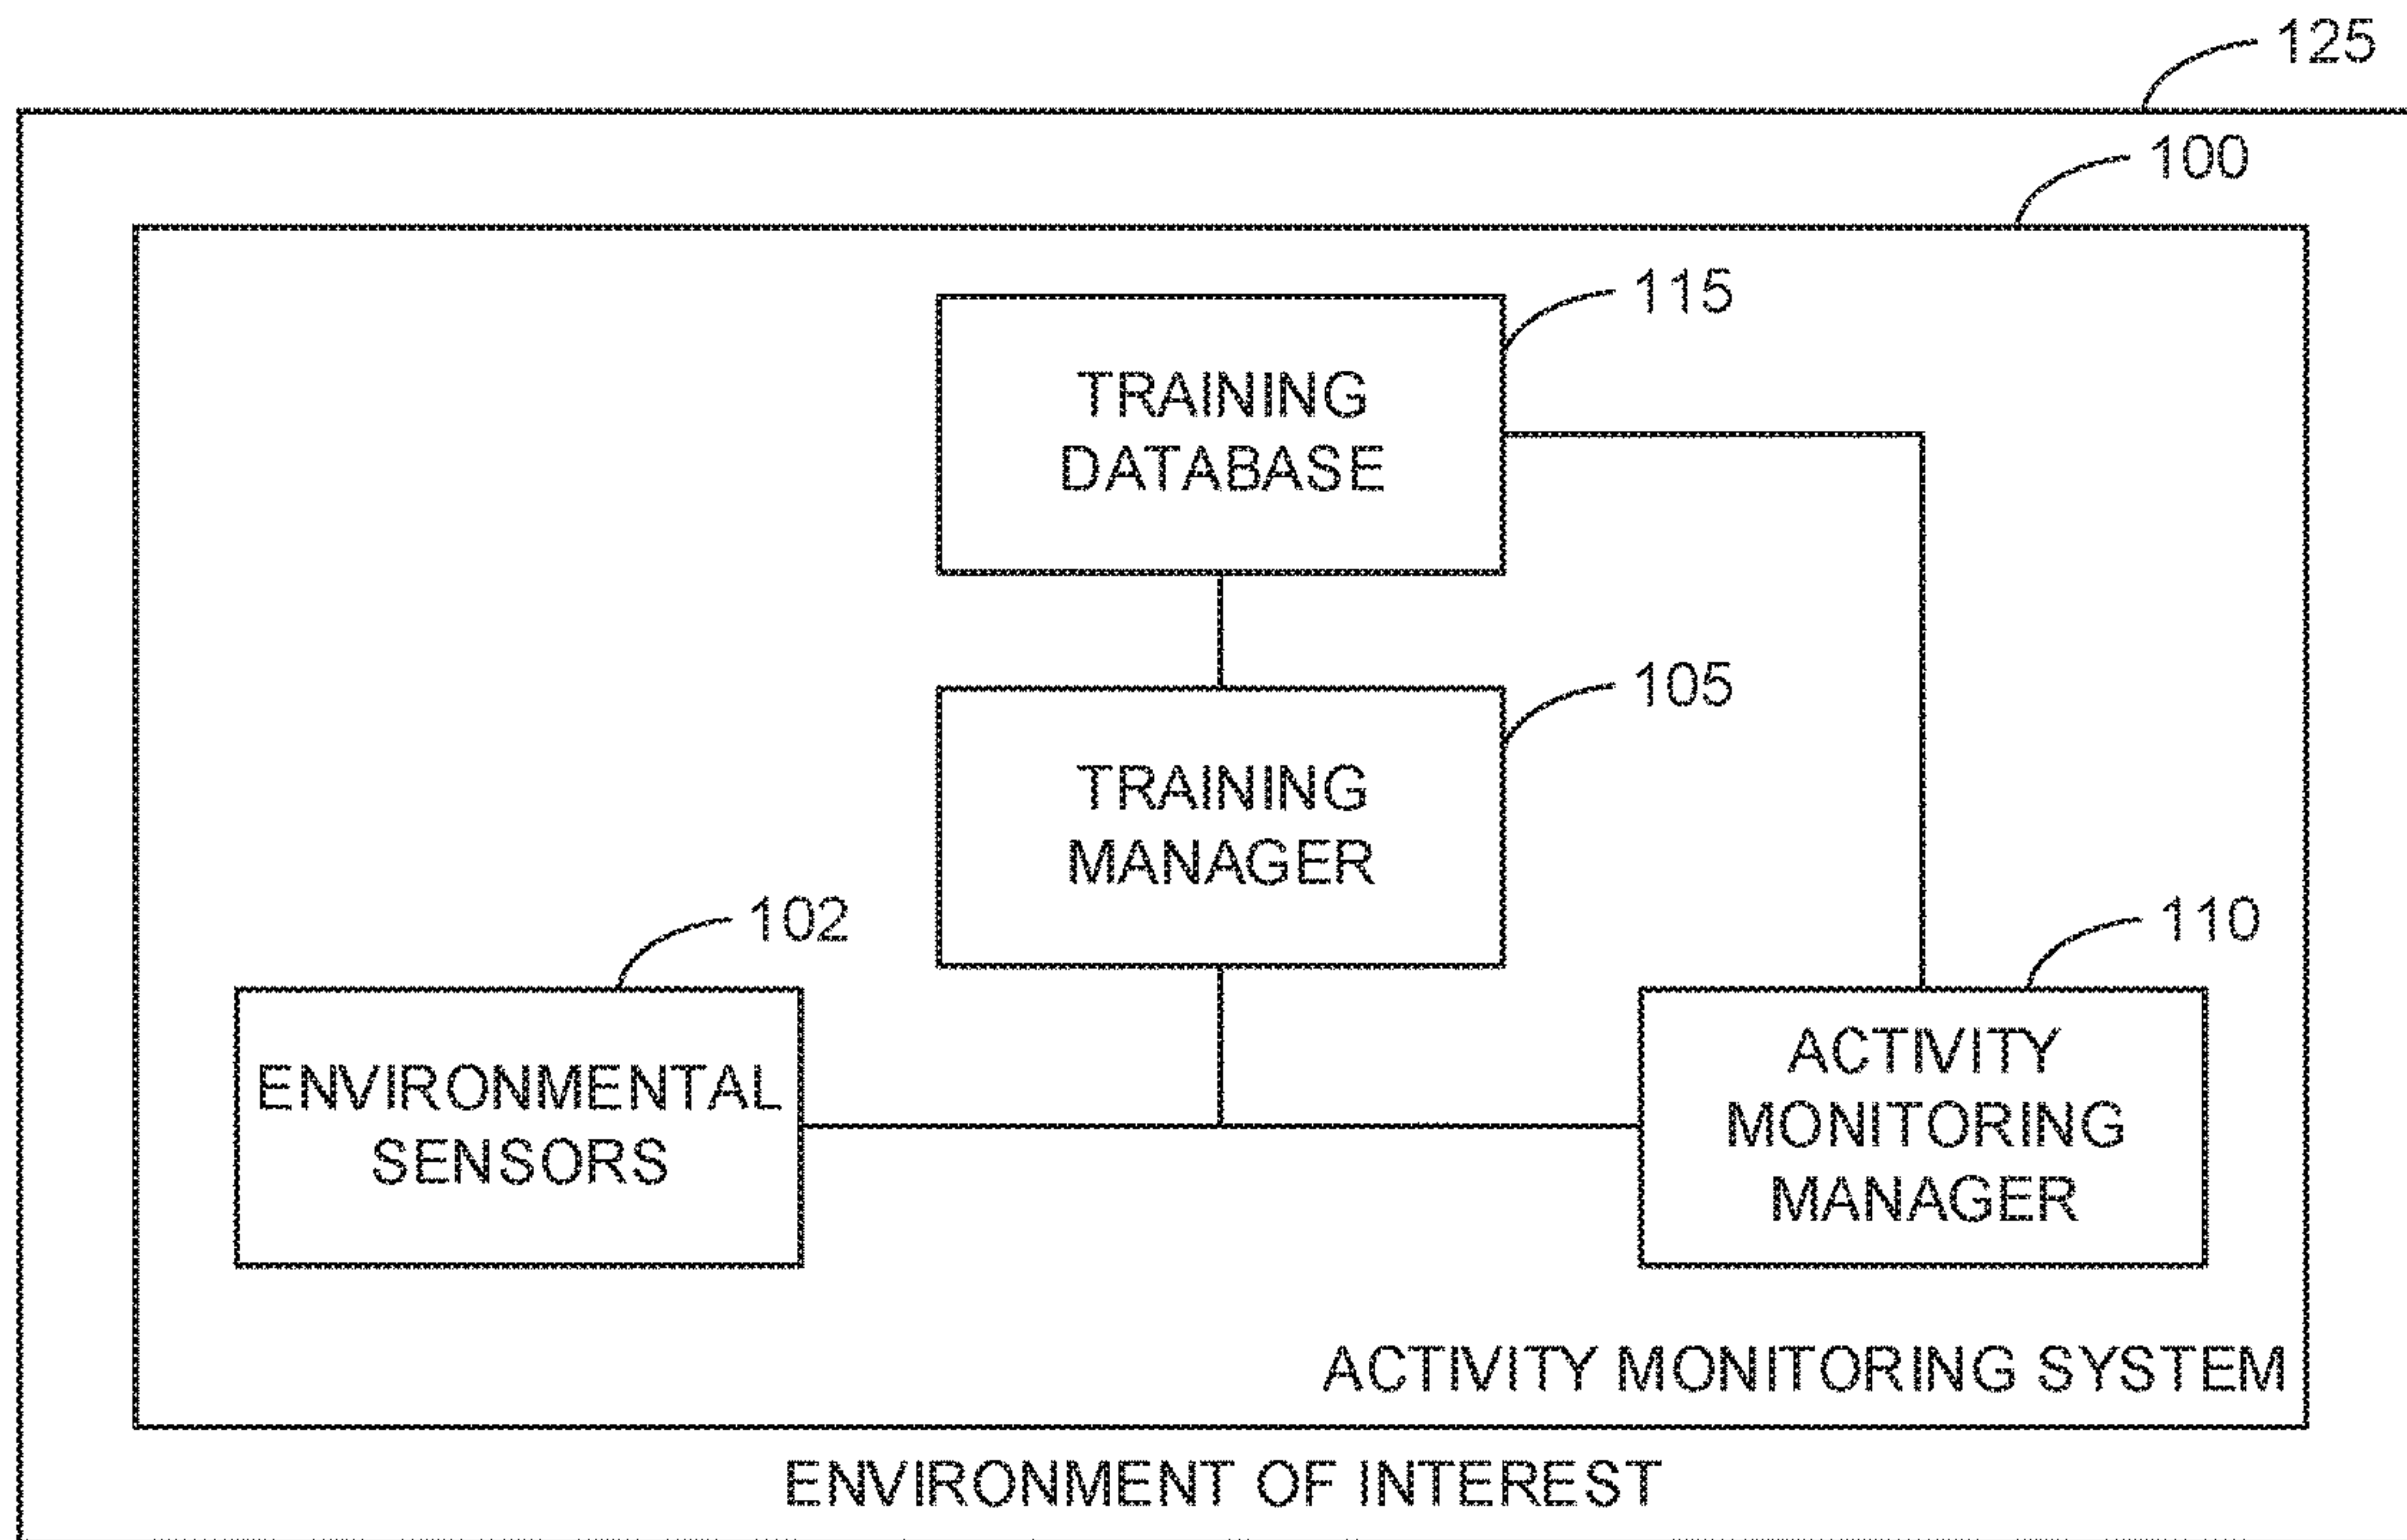 125
100
115
TRAINING
DATABASE
105
TRAINING
MANAGER
102
110
ENVIRONMENTAL
SENSORS
ACTIVITY
MONITORING
MANAGER
ACTIVITY MONITORING SYSTEM
ENVIRONMENT OF INTEREST